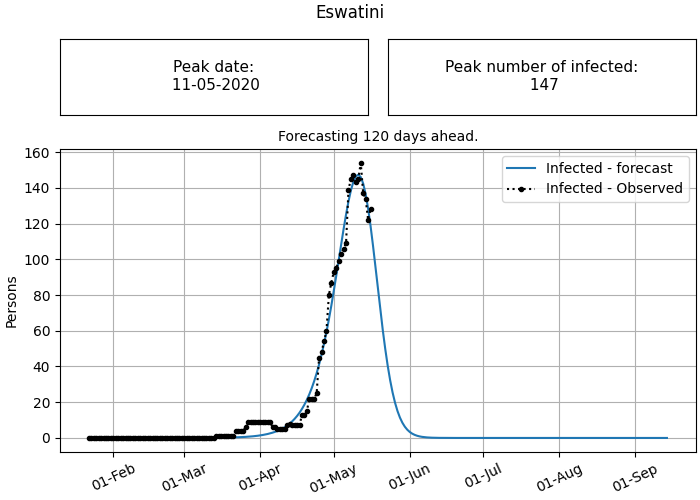 Eswatini
Peak date:
11-05-2020
Peak number of infected:
147
Forecasting 120 days ahead.
Infected - forecast
Infected - Observed
Persons
160
140
120
100
80
60
40
20
0
01-Feb
01-Mar
01-Apr
01-May
01-Jun
01-Jul
01-Aug
01-Sep